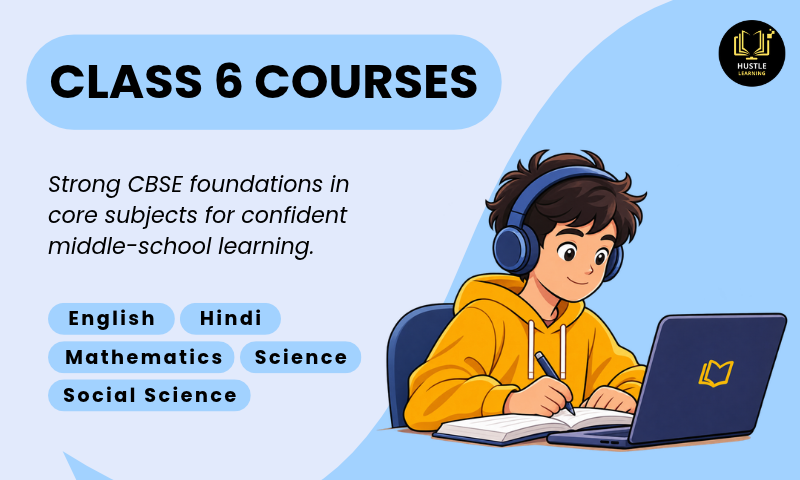 CLASS 6 COURSES
HUSTLE
LEARNING
Strong CBSE foundations in
core subjects for confident
middle-school learning.
English Hindi
Mathematics Science
Social Science